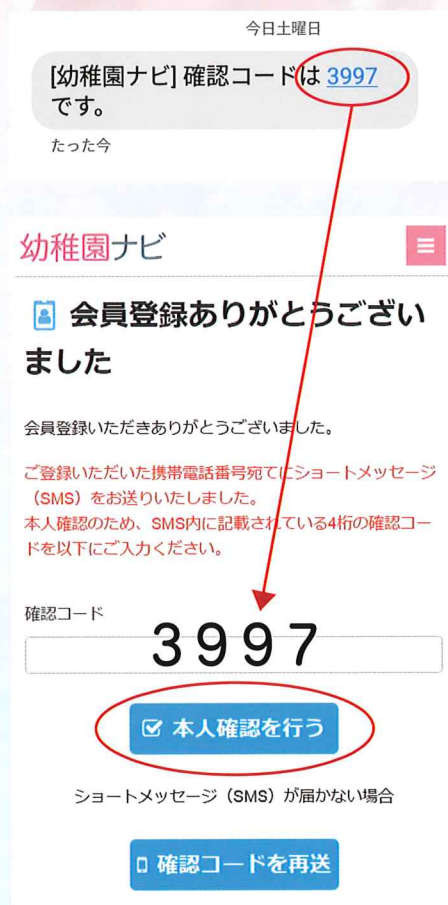 今日土曜日
[幼稚園ナビ] 確認コードは 3997
です。
たった今
幼稚園ナビ
会員登録ありがとうござい
ました
会員登録いただきありがとうございました。
ご登録いただいた携帯電話番号宛てにショートメッセージ
（SMS）をお送りいたしました。
本人確認のため、SMS内に記載されている4桁の確認コー
ドを以下にご入力ください。
確認コード
3997
本人確認を行う
ショートメッセージ（SMS）が届かない場合
確認コードを再送